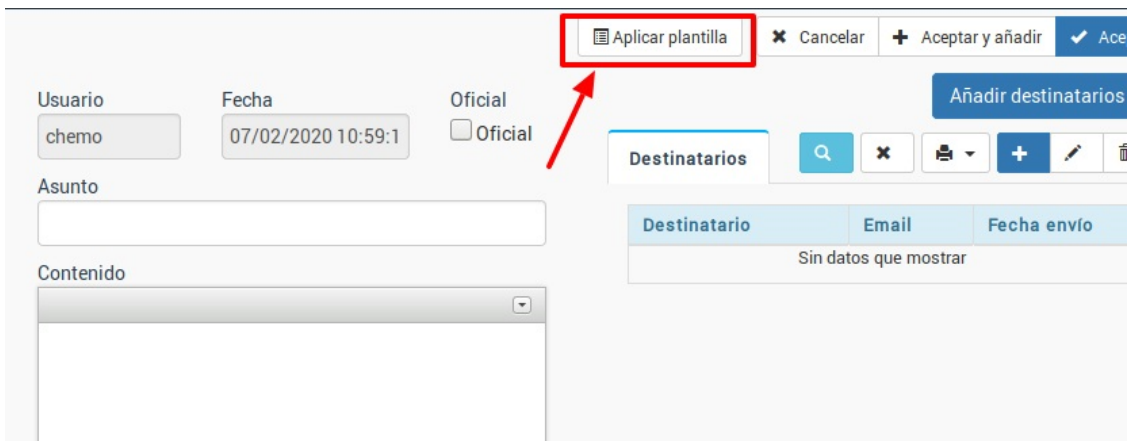 Aplicar plantilla
Cancelar
Aceptar y añadir
Añadir destinatarios
Usuario
Fecha
Oficial
chemo
07/02/2020 10:59:1
Oficial
Destinatarios
Asunto
Destinatario
Email
Fecha envío
Sin datos que mostrar
Contenido